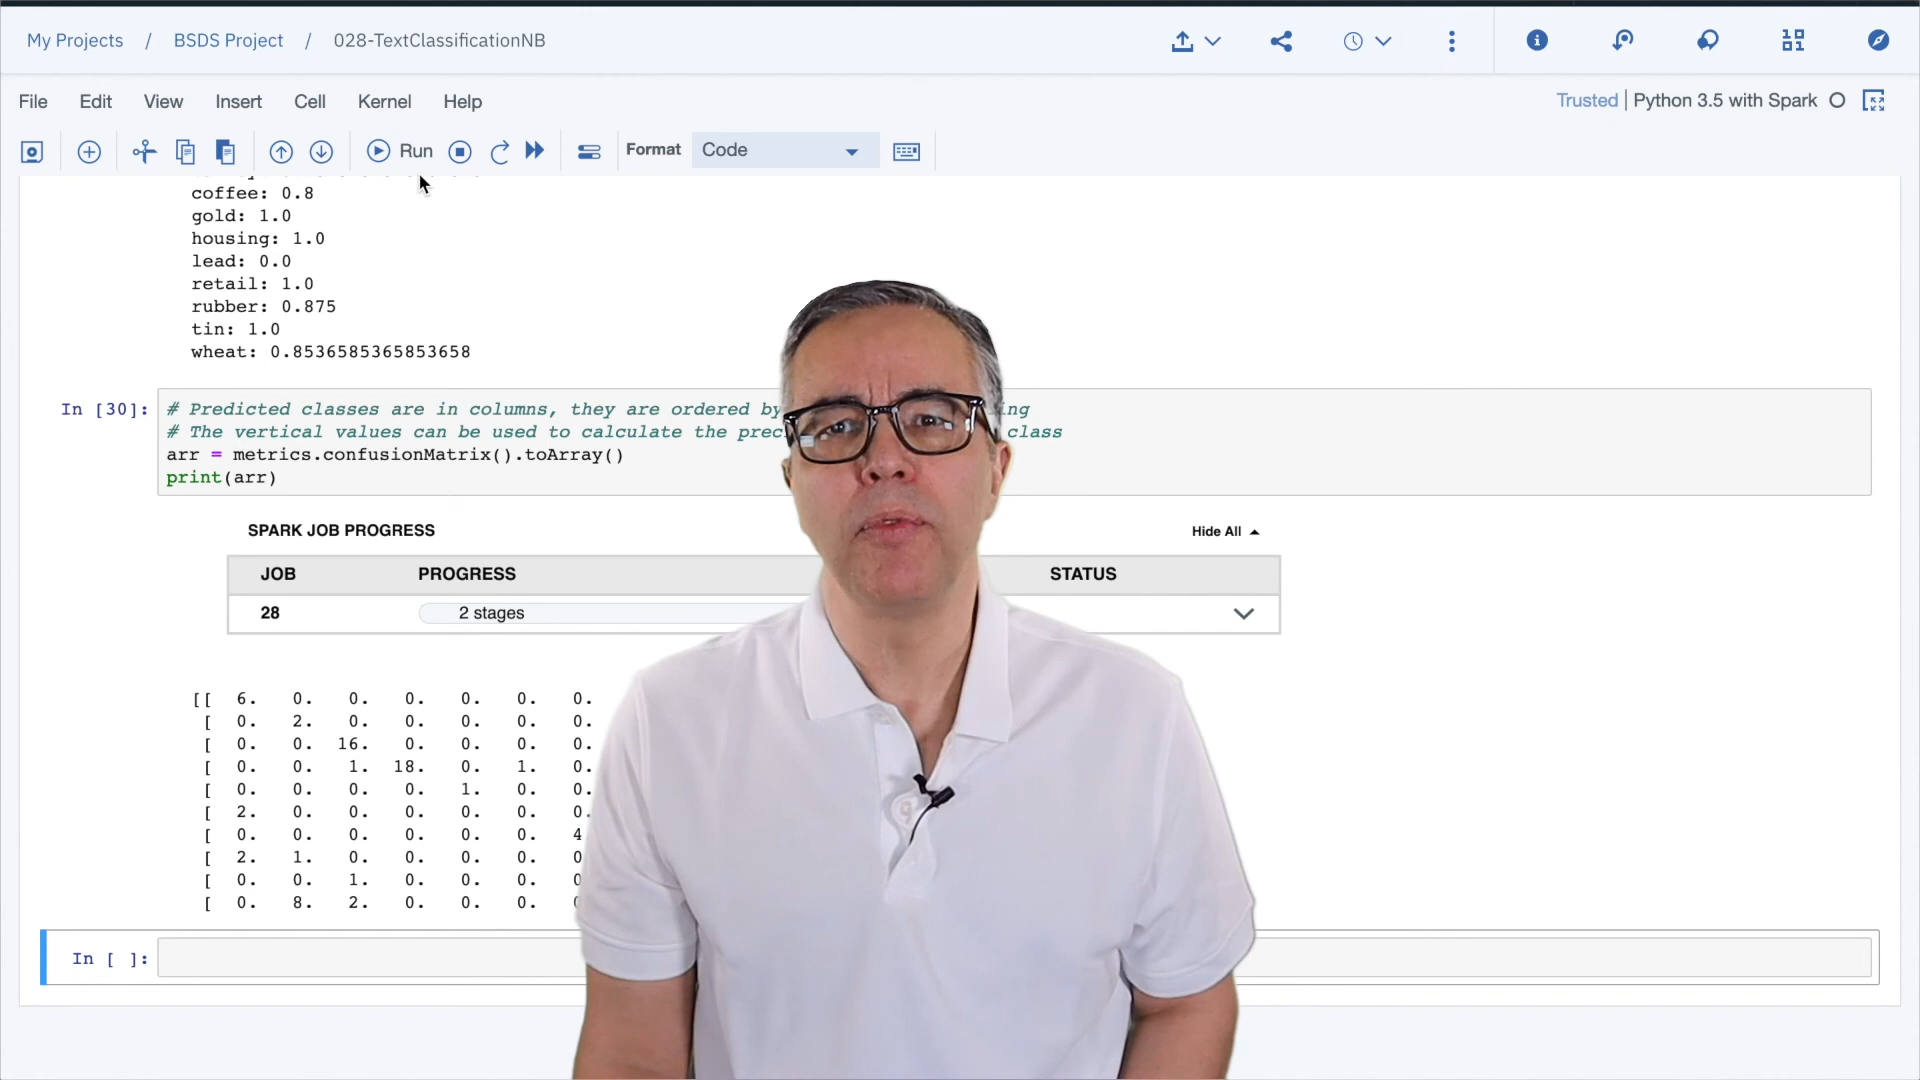 My Projects / BSDS Project / 028-TextClassificationNB
File Edit View Insert Cell Kernel Help
Trusted | Python 3.5 with Spark
Run
Format
Code
coffee: 0.8
gold: 1.0
housing: 1.0
lead: 0.0
retail: 1.0
rubber: 0.875
tin: 1.0
wheat: 0.8536585365853658
In [30]:
# Predicted classes are in columns, they are ordered by
# The vertical values can be used to calculate the class
arr = metrics.confusionMatrix().toArray()
print(arr)
SPARK JOB PROGRESS
Hide All
JOB PROGRESS STATUS
28 2 stages
[[ 6. 0. 0. 0. 0. 0. 0.
[ 0. 2. 0. 0. 0. 0. 0.
[ 0. 0. 16. 0. 0. 0. 0.
[ 0. 0. 1. 18. 0. 1. 0.
[ 0. 0. 0. 0. 1. 0. 0.
[ 2. 0. 0. 0. 0. 0. 0.
[ 0. 0. 0. 0. 0. 0. 4
[ 2. 1. 0. 0. 0. 0. 0
[ 0. 0. 1. 0. 0. 0. 0
[ 0. 8. 2. 0. 0. 0.
In [ ]: